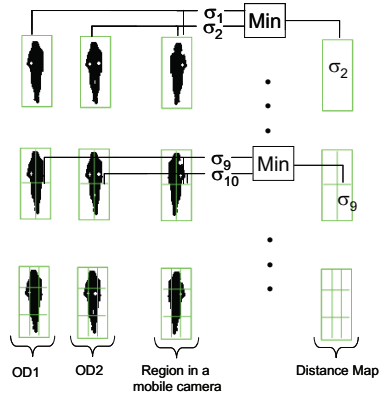 σ1
σ2
Min
σ2
σ9
σ10
Min
σ9
OD1
OD2
Region in a
mobile camera
Distance Map